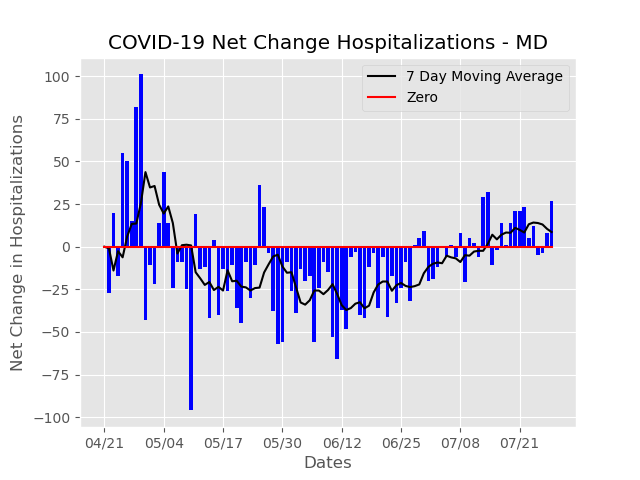 COVID-19 Net Change Hospitalizations - MD
7 Day Moving Average
Zero
Net Change in Hospitalizations
100
75
50
25
0
−25
−50
−75
−100
04/21 05/04 05/17 05/30 06/12 06/25 07/08 07/21
Dates